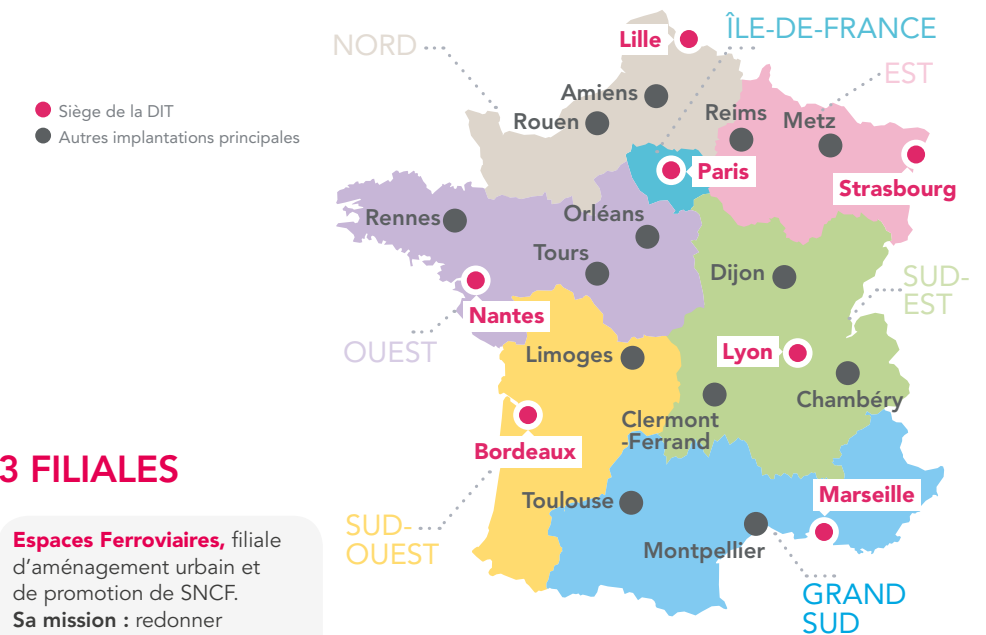 NORD
Lille
ÎLE-DE-FRANCE
EST
Siège de la DIT
Autres implantations principales
Amiens
Rouen
Reims
Metz
Paris
Strasbourg
Rennes
Orléans
Tours
Dijon
SUD-
EST
Nantes
OUEST
Limoges
Lyon
Chambéry
Clermont
-Ferrand
Bordeaux
3 FILIALES
Toulouse
Marseille
SUD-
OUEST
Montpellier
GRAND
SUD
Espaces Ferroviaires, filiale
d’aménagement urbain et
de promotion de SNCF.
Sa mission : redonner